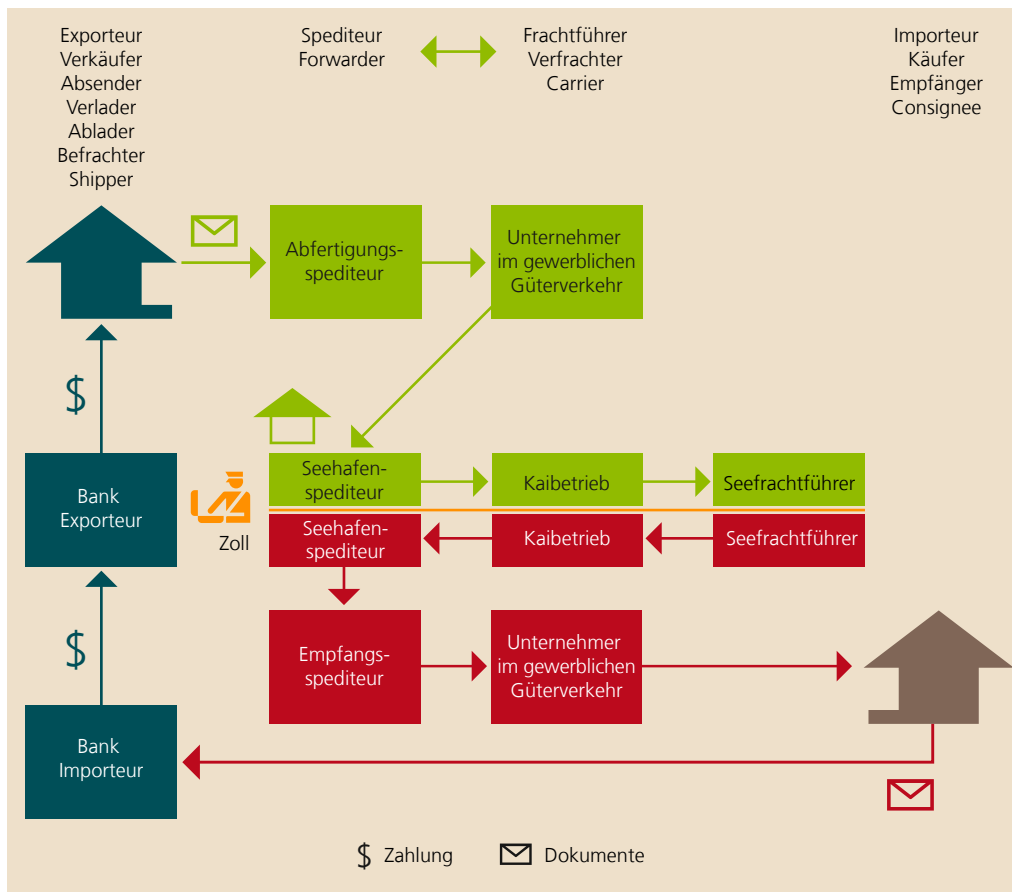 Exporteur
Verkäufer
Absender
Verlader
Ablader
Befrachter
Shipper
Spediteur
Forwarder
Frachtführer
Verfrachter
Carrier
Importeur
Käufer
Empfänger
Consignee
Abfertigungs-
spediteur
Unternehmer
im gewerblichen
Güterverkehr
$
Seehafen-
spediteur
Kaibetrieb
Seefrachtführer
Bank
Exporteur
Zoll
Seehafen-
spediteur
Kaibetrieb
Seefrachtführer
$
Empfangs-
spediteur
Unternehmer
im gewerblichen
Güterverkehr
Bank
Importeur
$ Zahlung
Dokumente